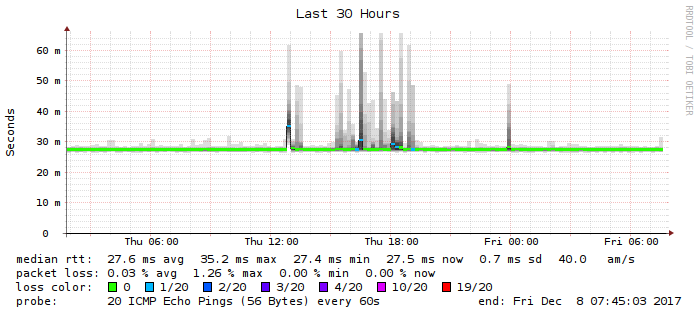 Last 30 Hours
RRDTOOL / TOBI OETIKER
Seconds
60 m
50 m
40 m
30 m
20 m
10 m
0
Thu 06:00 Thu 12:00 Thu 18:00 Fri 00:00 Fri 06:00
median rtt: 27.6 ms avg 35.2 ms max 27.4 ms min 27.5 ms now 0.7 ms sd 40.0 am/s
packet loss: 0.03 % avg 1.26 % max 0.00 % min 0.00 % now
loss color: 0 1/20 2/20 3/20 4/20 10/20 19/20
probe: 20 ICMP Echo Pings (56 Bytes) every 60s end: Fri Dec 8 07:45:03 2017